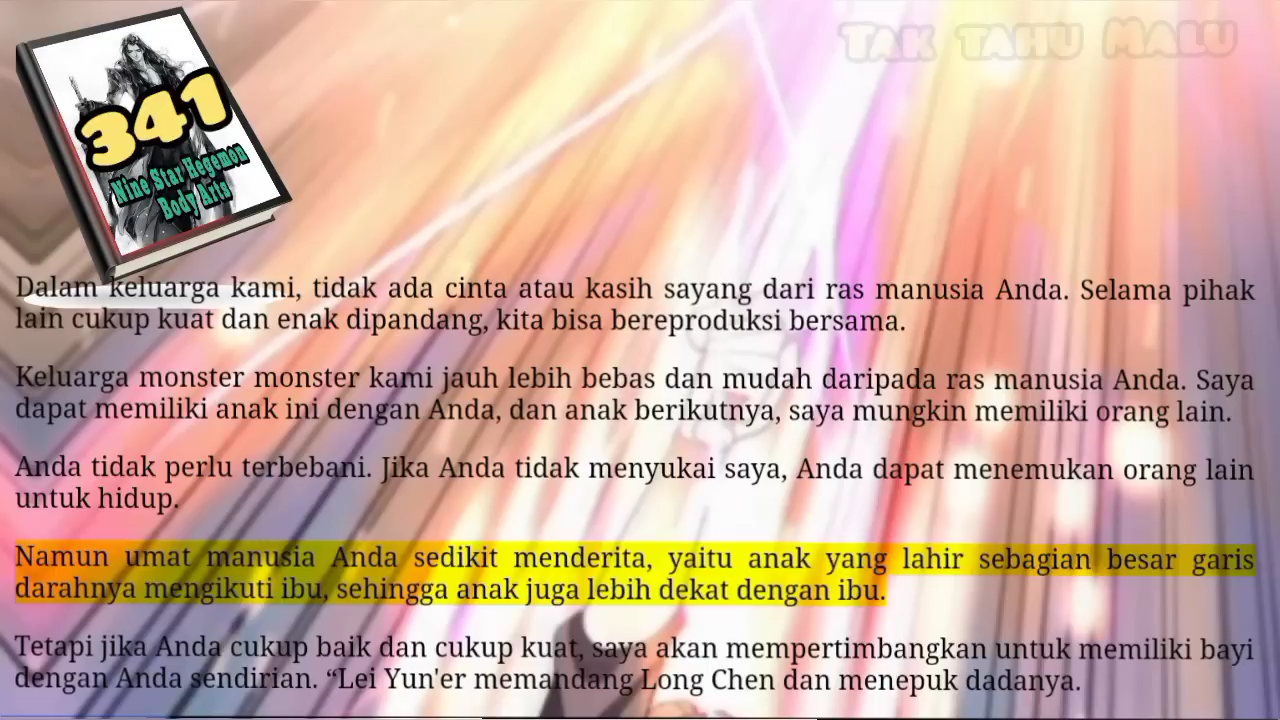 Tak tahu Malu
341
Nine Star Hegemon
Body Arts
Dalam keluarga kami, tidak ada cinta atau kasih sayang dari ras manusia Anda. Selama pihak
lain cukup kuat dan enak dipandang, kita bisa bereproduksi bersama.
Keluarga monster monster kami jauh lebih bebas dan mudah daripada ras manusia Anda. Saya
dapat memiliki anak ini dengan Anda, dan anak berikutnya, saya mungkin memiliki orang lain.
Anda tidak perlu terbebani. Jika Anda tidak menyukai saya, Anda dapat menemukan orang lain
untuk hidup.
Namun umat manusia Anda sedikit menderita, yaitu anak yang lahir sebagian besar garis
darahnya mengikuti ibu, sehingga anak juga lebih dekat dengan ibu.
Tetapi jika Anda cukup baik dan cukup kuat, saya akan mempertimbangkan untuk memiliki bayi
dengan Anda sendirian. “Lei Yun'er memandang Long Chen dan menepuk dadanya.